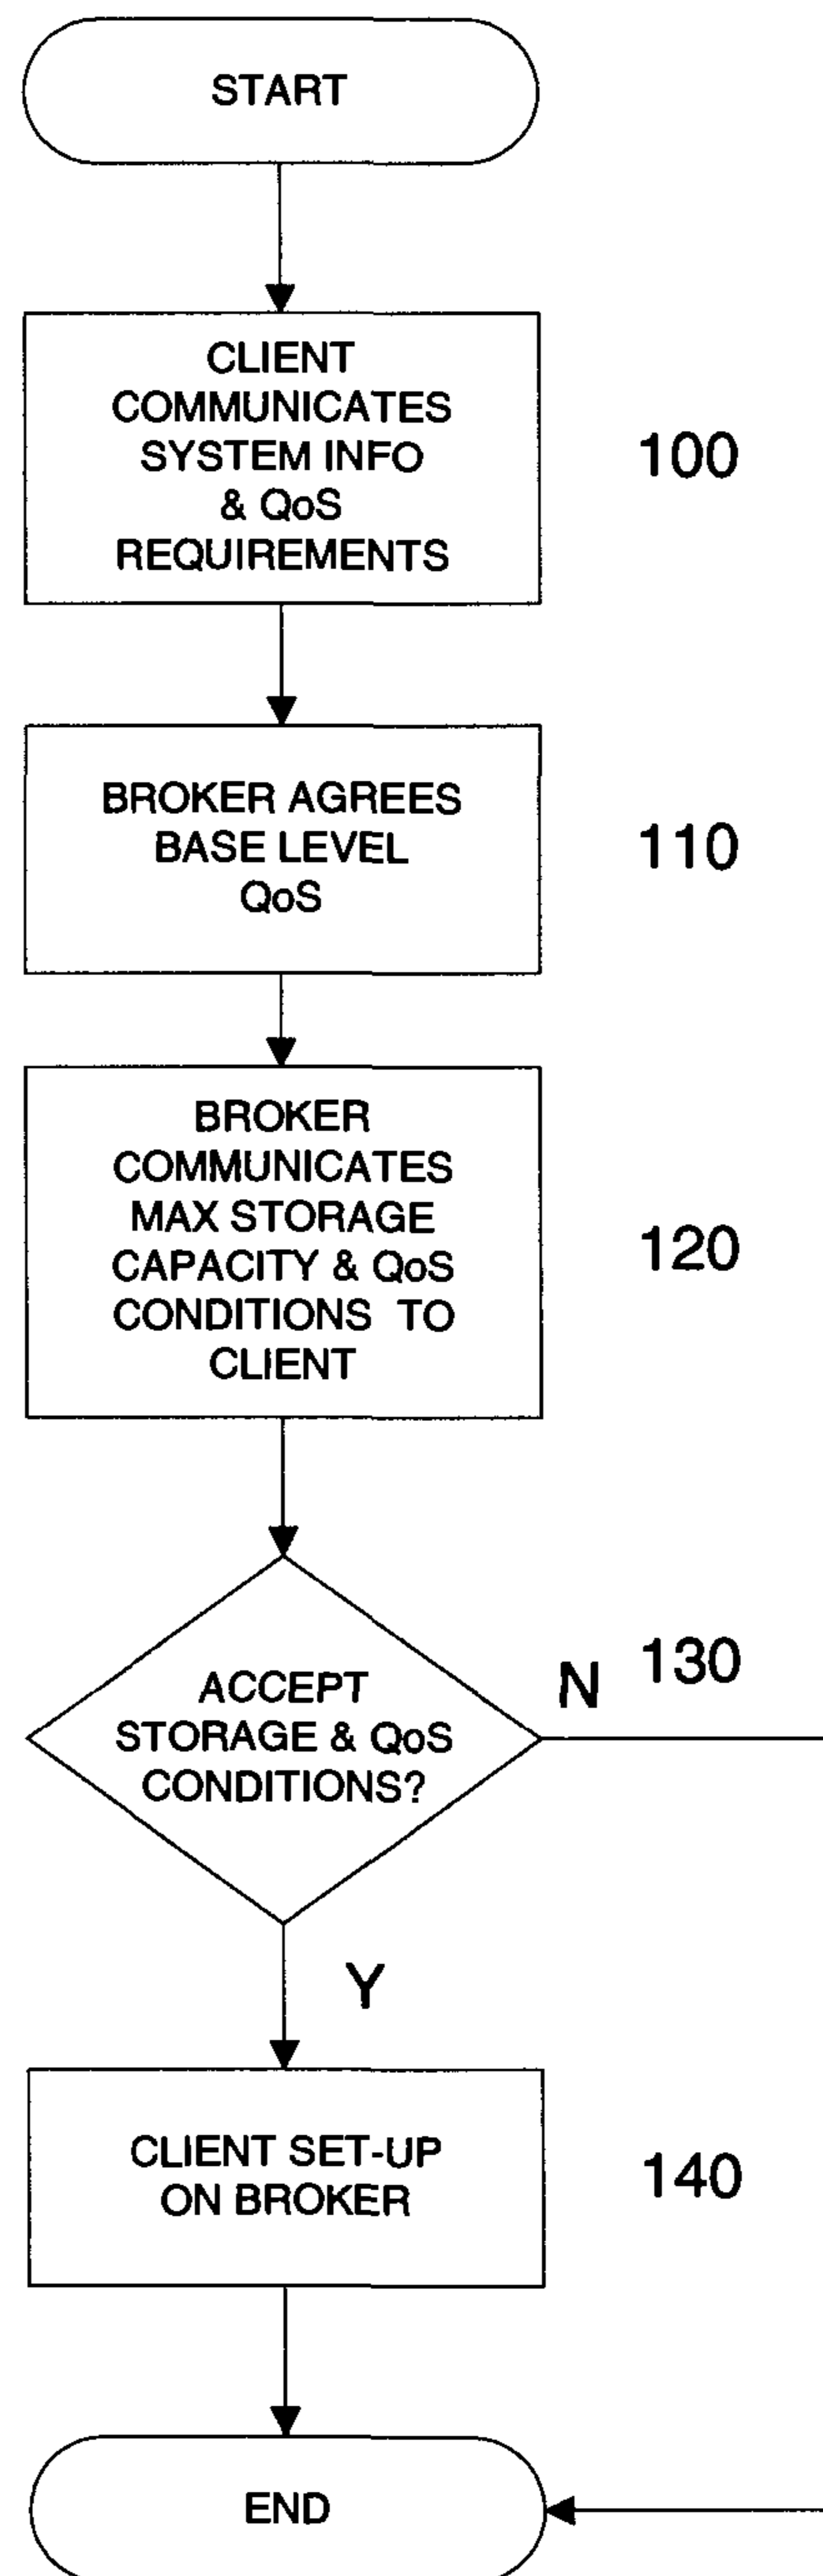 START
CLIENT
COMMUNICATES
SYSTEM INFO
& QoS
REQUIREMENTS
100
BROKER AGREES
BASE LEVEL
QoS
110
BROKER
COMMUNICATES
MAX STORAGE
CAPACITY & QoS
CONDITIONS TO
CLIENT
120
ACCEPT
STORAGE & QoS
CONDITIONS?
N
130
Y
CLIENT SET-UP
ON BROKER
140
END